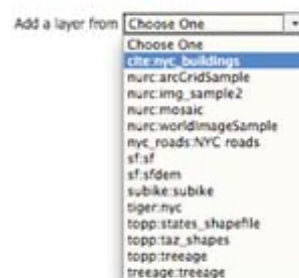 Add a layer from Choose One
Choose One
cite:nyc_buildings
nurc:arcGridSample
nurc:img_sample2
nurc:mosaic
nurc:worldImageSample
nyc_roads:NYC roads
sf:sf
sf:sfdem
subike:subike
tiger:nyc
topp:states_shapefile
topp:taz_shapes
topp:treeage
treeage:treeage